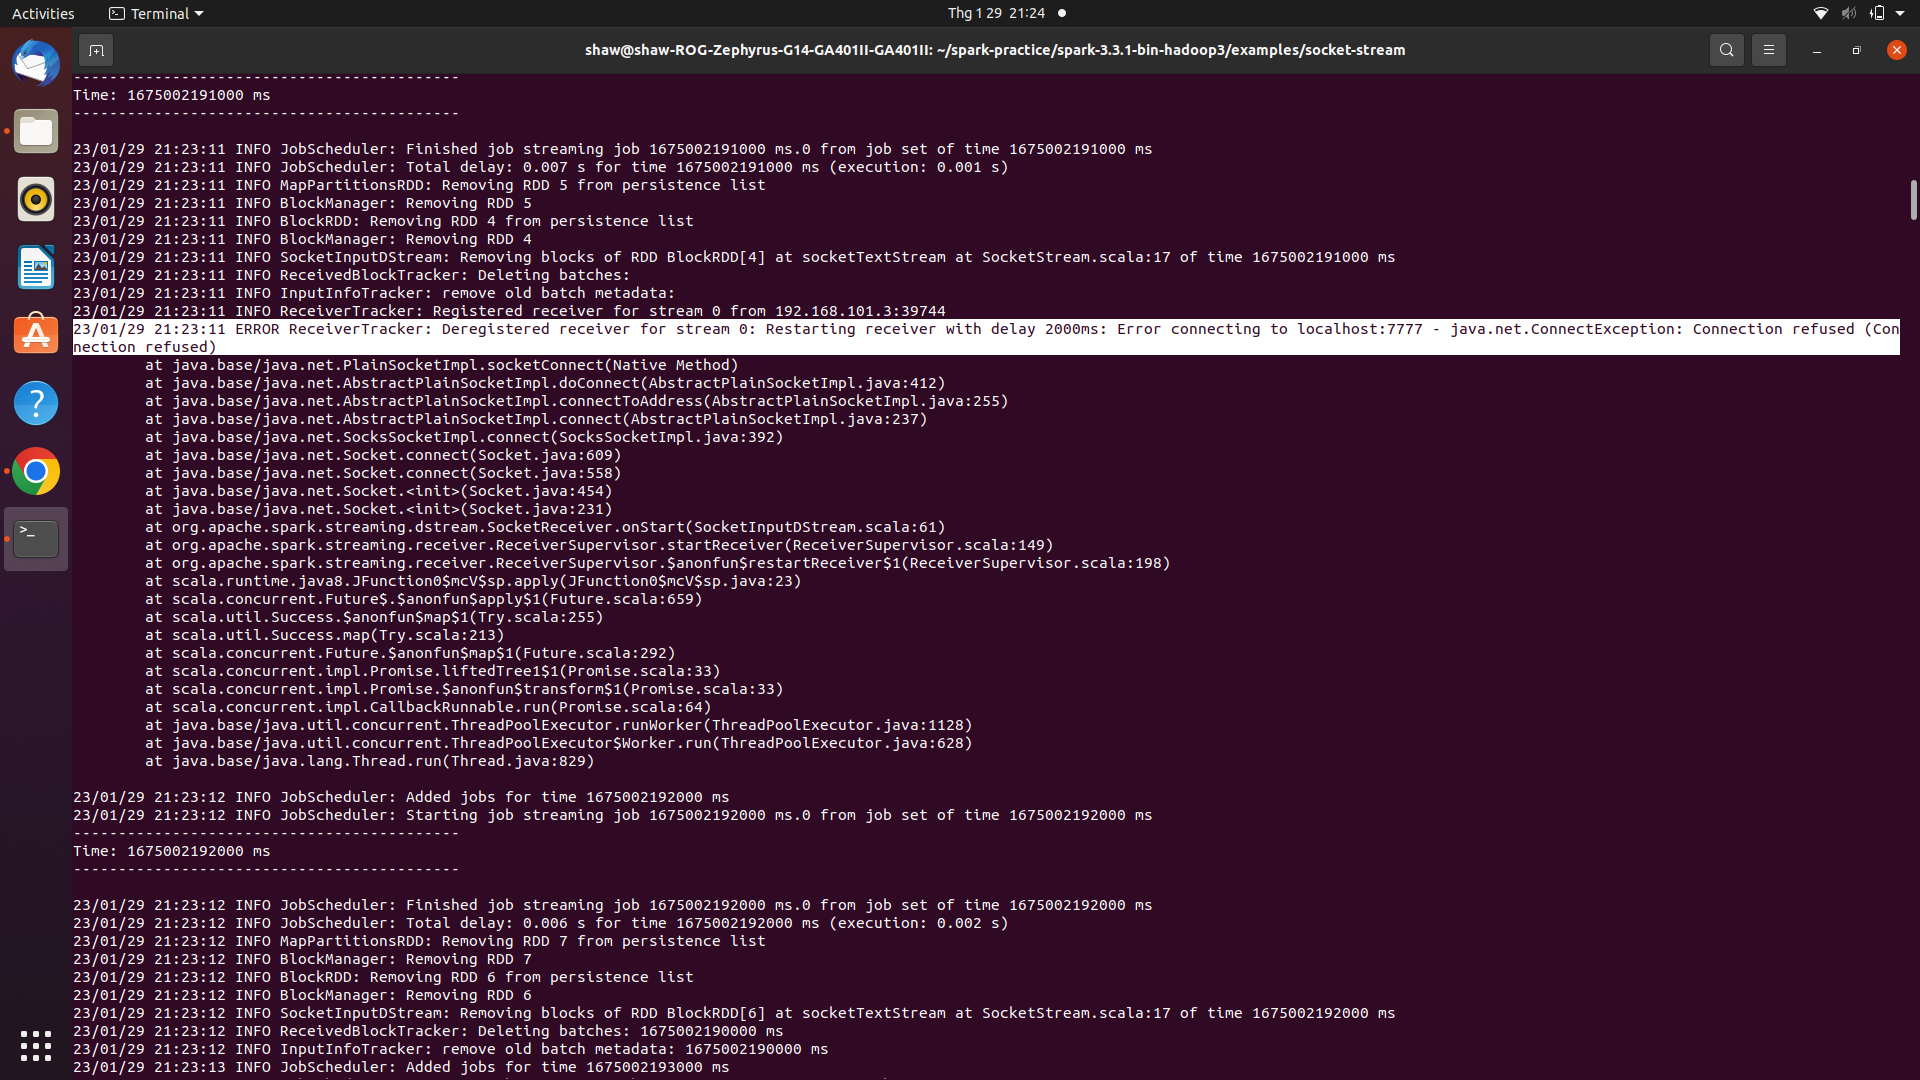 Activities
Terminal
Thg 1 29 21:24
shaw@shaw-ROG-Zephyrus-G14-GA401II-GA401II: ~/spark-practice/spark-3.3.1-bin-hadoop3/examples/socket-stream
-------------------------------------------
Time: 1675002191000 ms
-------------------------------------------
23/01/29 21:23:11 INFO JobScheduler: Finished job streaming job 1675002191000 ms.0 from job set of time 1675002191000 ms
23/01/29 21:23:11 INFO JobScheduler: Total delay: 0.007 s for time 1675002191000 ms (execution: 0.001 s)
23/01/29 21:23:11 INFO MapPartitionsRDD: Removing RDD 5 from persistence list
23/01/29 21:23:11 INFO BlockManager: Removing RDD 5
23/01/29 21:23:11 INFO BlockRDD: Removing RDD 4 from persistence list
23/01/29 21:23:11 INFO BlockManager: Removing RDD 4
23/01/29 21:23:11 INFO SocketInputDStream: Removing blocks of RDD BlockRDD[4] at socketTextStream at SocketStream.scala:17 of time 1675002191000 ms
23/01/29 21:23:11 INFO ReceivedBlockTracker: Deleting batches:
23/01/29 21:23:11 INFO InputInfoTracker: remove old batch metadata:
23/01/29 21:23:11 INFO ReceiverTracker: Registered receiver for stream 0 from 192.168.101.3:39744
23/01/29 21:23:11 ERROR ReceiverTracker: Deregistered receiver for stream 0: Restarting receiver with delay 2000ms: Error connecting to localhost:7777 - java.net.ConnectException: Connection refused (Con
nection refused)
at java.base/java.net.PlainSocketImpl.socketConnect(Native Method)
at java.base/java.net.AbstractPlainSocketImpl.doConnect(AbstractPlainSocketImpl.java:412)
at java.base/java.net.AbstractPlainSocketImpl.connectToAddress(AbstractPlainSocketImpl.java:255)
at java.base/java.net.AbstractPlainSocketImpl.connect(AbstractPlainSocketImpl.java:237)
at java.base/java.net.SocksSocketImpl.connect(SocksSocketImpl.java:392)
at java.base/java.net.Socket.connect(Socket.java:609)
at java.base/java.net.Socket.connect(Socket.java:558)
at java.base/java.net.Socket.<init>(Socket.java:454)
at java.base/java.net.Socket.<init>(Socket.java:231)
at org.apache.spark.streaming.dstream.SocketReceiver.onStart(SocketInputDStream.scala:61)
at org.apache.spark.streaming.receiver.ReceiverSupervisor.startReceiver(ReceiverSupervisor.scala:149)
at org.apache.spark.streaming.receiver.ReceiverSupervisor.$anonfun$restartReceiver$1(ReceiverSupervisor.scala:198)
at scala.runtime.java8.JFunction0$mcV$sp.apply(JFunction0$mcV$sp.java:23)
at scala.concurrent.Future$.$anonfun$apply$1(Future.scala:659)
at scala.util.Success.$anonfun$map$1(Try.scala:255)
at scala.util.Success.map(Try.scala:213)
at scala.concurrent.Future.$anonfun$map$1(Future.scala:292)
at scala.concurrent.impl.Promise.liftedTree1$1(Promise.scala:33)
at scala.concurrent.impl.Promise.$anonfun$transform$1(Promise.scala:33)
at scala.concurrent.impl.CallbackRunnable.run(Promise.scala:64)
at java.base/java.util.concurrent.ThreadPoolExecutor.runWorker(ThreadPoolExecutor.java:1128)
at java.base/java.util.concurrent.ThreadPoolExecutor$Worker.run(ThreadPoolExecutor.java:628)
at java.base/java.lang.Thread.run(Thread.java:829)
23/01/29 21:23:12 INFO JobScheduler: Added jobs for time 1675002192000 ms
23/01/29 21:23:12 INFO JobScheduler: Starting job streaming job 1675002192000 ms.0 from job set of time 1675002192000 ms
-------------------------------------------
Time: 1675002192000 ms
-------------------------------------------
23/01/29 21:23:12 INFO JobScheduler: Finished job streaming job 1675002192000 ms.0 from job set of time 1675002192000 ms
23/01/29 21:23:12 INFO JobScheduler: Total delay: 0.006 s for time 1675002192000 ms (execution: 0.002 s)
23/01/29 21:23:12 INFO MapPartitionsRDD: Removing RDD 7 from persistence list
23/01/29 21:23:12 INFO BlockManager: Removing RDD 7
23/01/29 21:23:12 INFO BlockRDD: Removing RDD 6 from persistence list
23/01/29 21:23:12 INFO BlockManager: Removing RDD 6
23/01/29 21:23:12 INFO SocketInputDStream: Removing blocks of RDD BlockRDD[6] at socketTextStream at SocketStream.scala:17 of time 1675002192000 ms
23/01/29 21:23:12 INFO ReceivedBlockTracker: Deleting batches: 1675002190000 ms
23/01/29 21:23:12 INFO InputInfoTracker: remove old batch metadata: 1675002190000 ms
23/01/29 21:23:13 INFO JobScheduler: Added jobs for time 1675002193000 ms